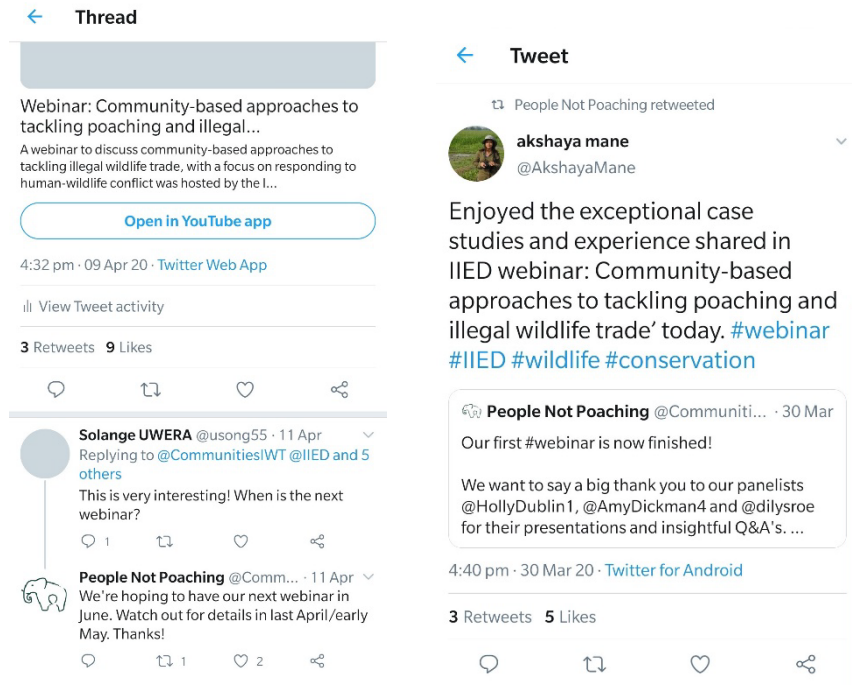 Thread
Webinar: Community-based approaches to
tackling poaching and illegal...
A webinar to discuss community-based approaches to
tackling illegal wildlife trade, with a focus on responding to
human-wildlife conflict was hosted by the I...
Open in YouTube app
4:32 pm · 09 Apr 20 · Twitter Web App
View Tweet activity
3 Retweets 9 Likes
Solange UWERA @usong55 · 11 Apr
Replying to @CommunitiesIWT @IIED and 5
others
This is very interesting! When is the next
webinar?
1
People Not Poaching @Comm... · 11 Apr
We're hoping to have our next webinar in
June. Watch out for details in last April/early
May. Thanks!
1 2
Tweet
People Not Poaching retweeted
akshaya mane
@AkshayaMane
Enjoyed the exceptional case
studies and experience shared in
IIED webinar: Community-based
approaches to tackling poaching and
illegal wildlife trade’ today. #webinar
#IIED #wildlife #conservation
People Not Poaching @Communiti... · 30 Mar
Our first #webinar is now finished!
We want to say a big thank you to our panelists
@HollyDublin1, @AmyDickman4 and @dilysroe
for their presentations and insightful Q&A's. ...
4:40 pm · 30 Mar 20 · Twitter for Android
3 Retweets 5 Likes